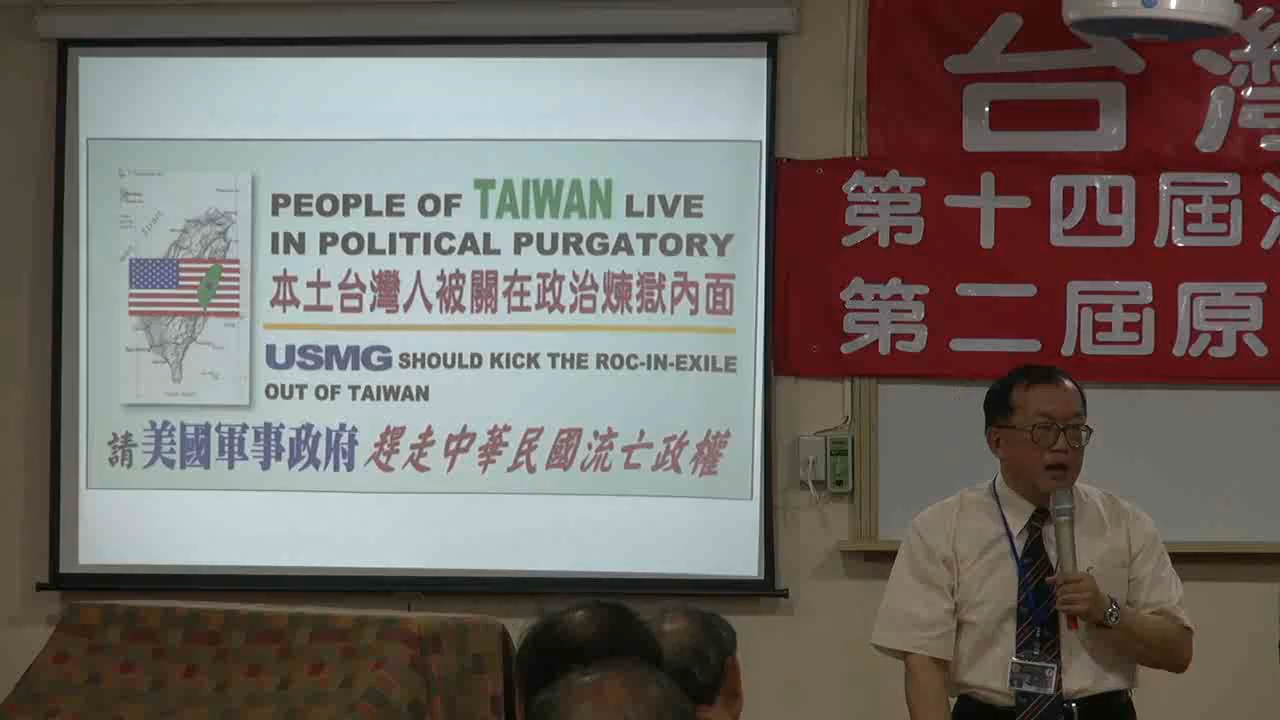 PEOPLE OF TAIWAN LIVE
IN POLITICAL PURGATORY
本土台灣人被關在政治煉獄內面
USMG SHOULD KICK THE ROC-IN-EXILE
OUT OF TAIWAN
請美國軍事政府 趕走中華民國流亡政權
台灣
第十四屆法
第二屆原